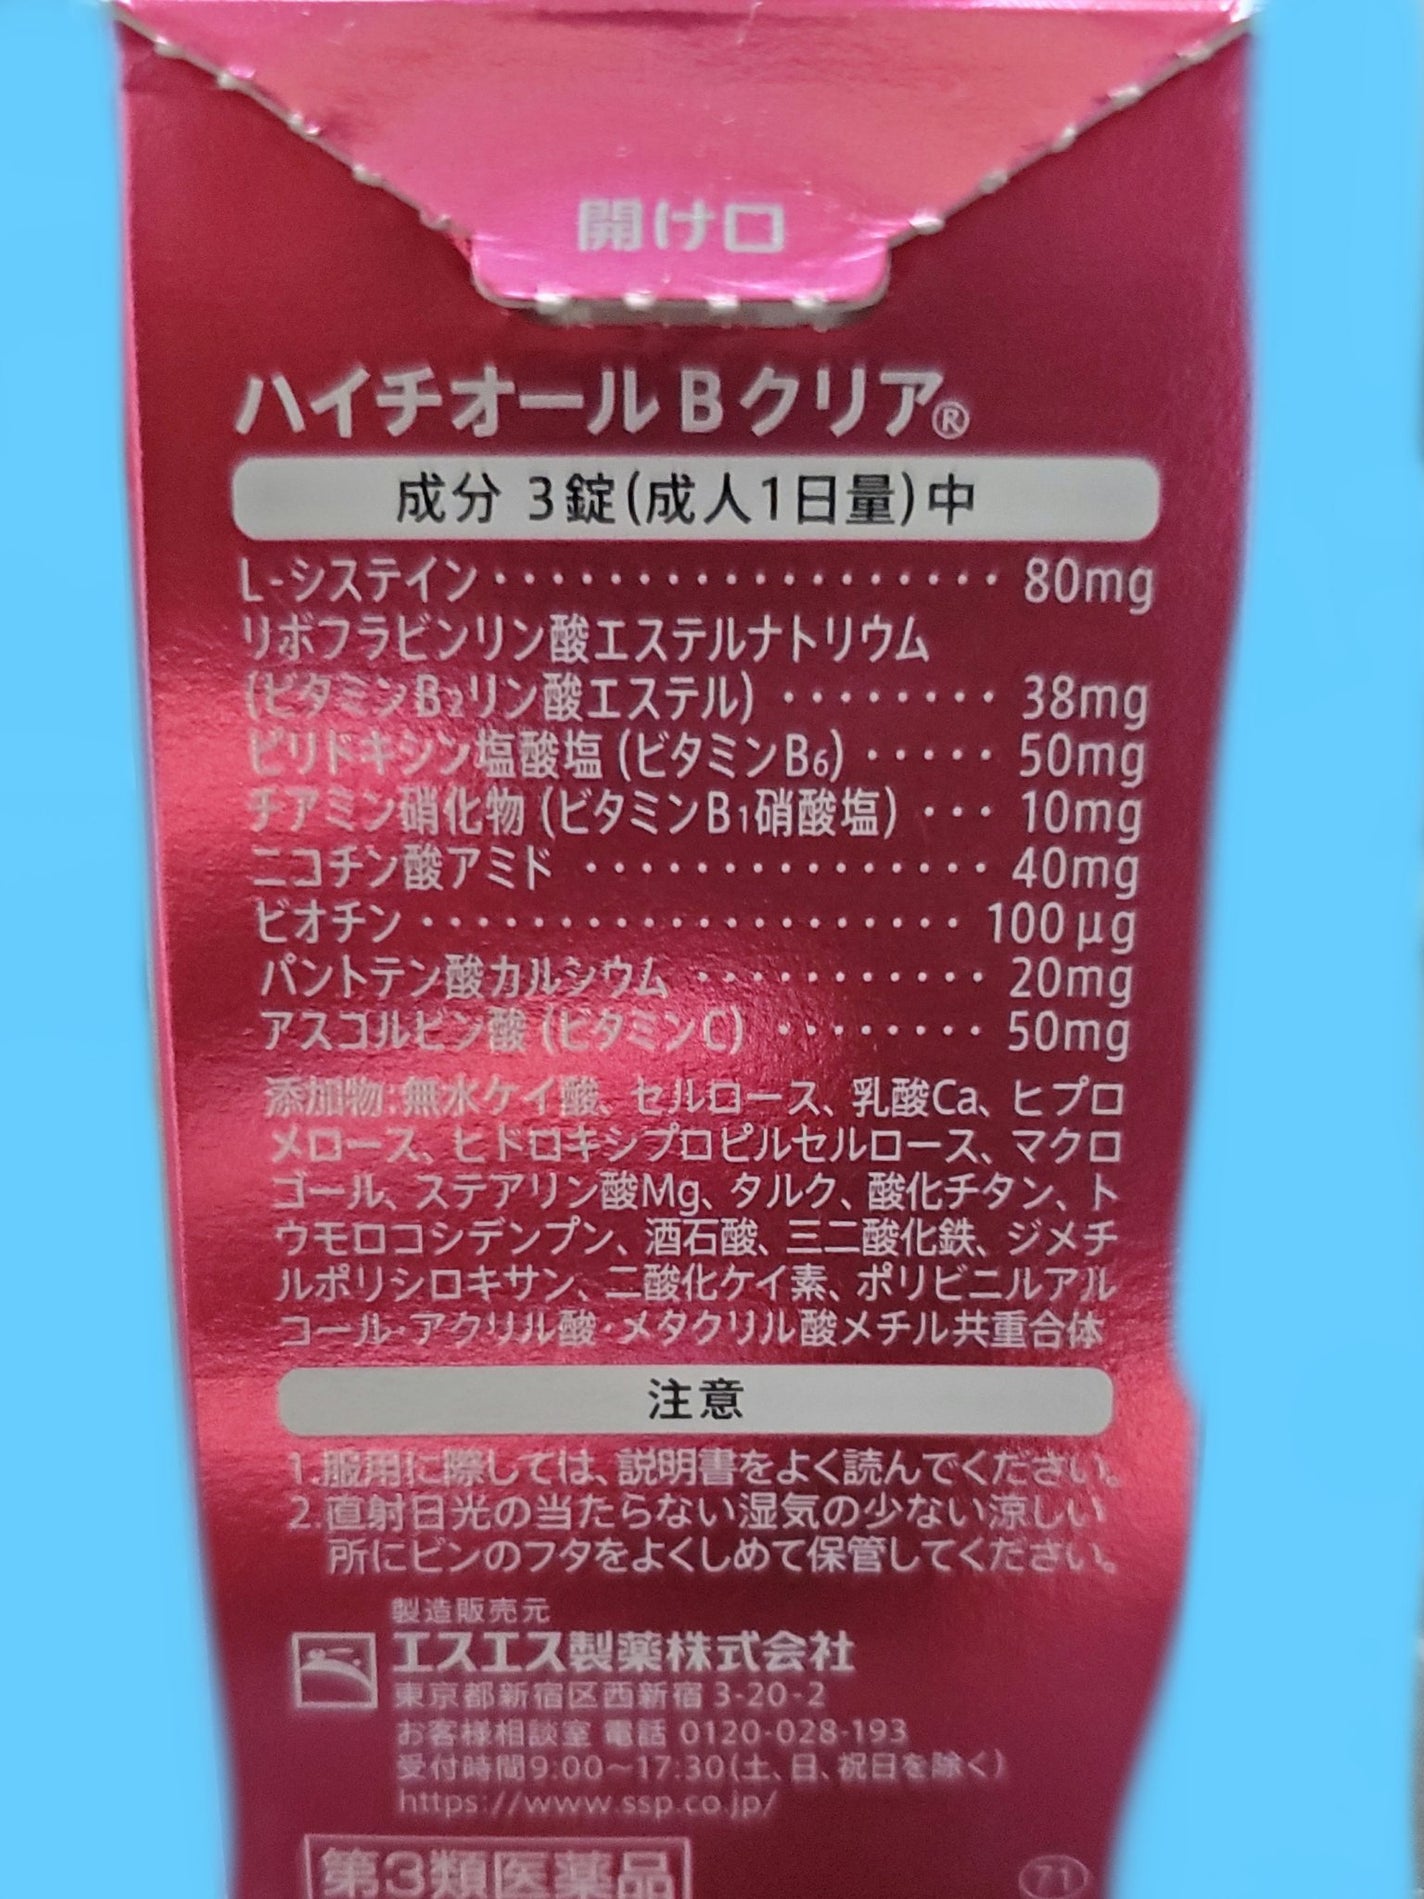 開け口
ハイチオールBクリア®
成分 3錠(成人1日量)中
L-システイン・・・・・・・・・・・・・・・・・・ 80mg
リボフラビンリン酸エステルナトリウム
(ビタミンB₂リン酸エステル) ・・・・・・・・ 38mg
ピリドキシン塩酸塩 (ビタミンB₆) ・・・・・ 50mg
チアミン硝化物 (ビタミンB₁硝酸塩) ・・・ 10mg
ニコチン酸アミド ・・・・・・・・・・・・・・ 40mg
ビオチン・・・・・・・・・・・・・・・・・・・ 100μg
パントテン酸カルシウム ・・・・・・・・・・ 20mg
アスコルビン酸 (ビタミンC) ・・・・・・・・ 50mg
添加物:無水ケイ酸、セルロース、乳酸Ca、ヒプロ
メロース、ヒドロキシプロピルセルロース、マクロ
ゴール、ステアリン酸Mg、タルク、酸化チタン、ト
ウモロコシデンプン、酒石酸、三二酸化鉄、ジメチ
ルポリシロキサン、二酸化ケイ素、ポリビニルアル
コール・アクリル酸・メタクリル酸メチル共重合体
注意
1.服用に際しては、説明書をよく読んでください。
2.直射日光の当たらない湿気の少ない涼しい
所にビンのフタをよくしめて保管してください。
製造販売元
エスエス製薬株式会社
東京都新宿区西新宿 3-20-2
お客様相談室 電話 0120-028-193
受付時間9:00〜17:30(土、日、祝日を除く)
https://www.ssp.co.jp/
第3類医薬品
71